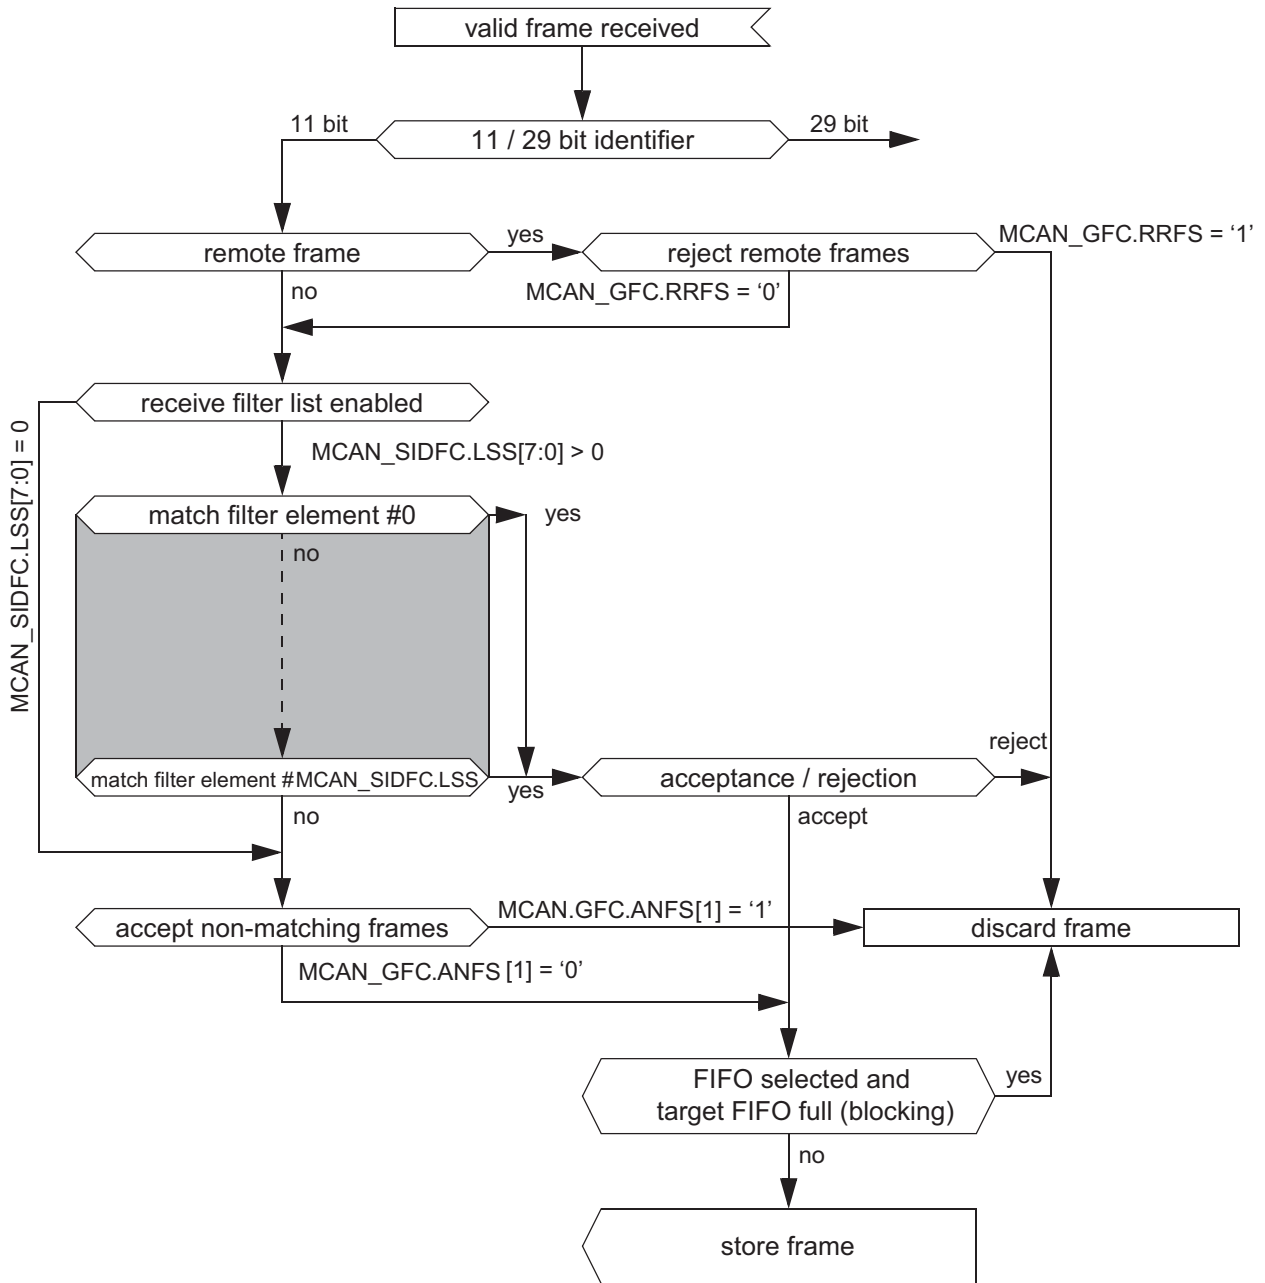 valid frame received
11 bit
11 / 29 bit identifier
29 bit
remote frame
yes
reject remote frames
MCAN_GFC.RRFS = ‘1’
no
MCAN_GFC.RRFS = ‘0’
receive filter list enabled
MCAN_SIDFC.LSS[7:0] = 0
MCAN_SIDFC.LSS[7:0] > 0
match filter element #0
yes
no
match filter element #MCAN_SIDFC.LSS
yes
acceptance / rejection
reject
no
accept
accept non-matching frames
MCAN.GFC.ANFS[1] = ‘1’
discard frame
MCAN_GFC.ANFS [1] = ‘0’
FIFO selected and
target FIFO full (blocking)
yes
no
store frame